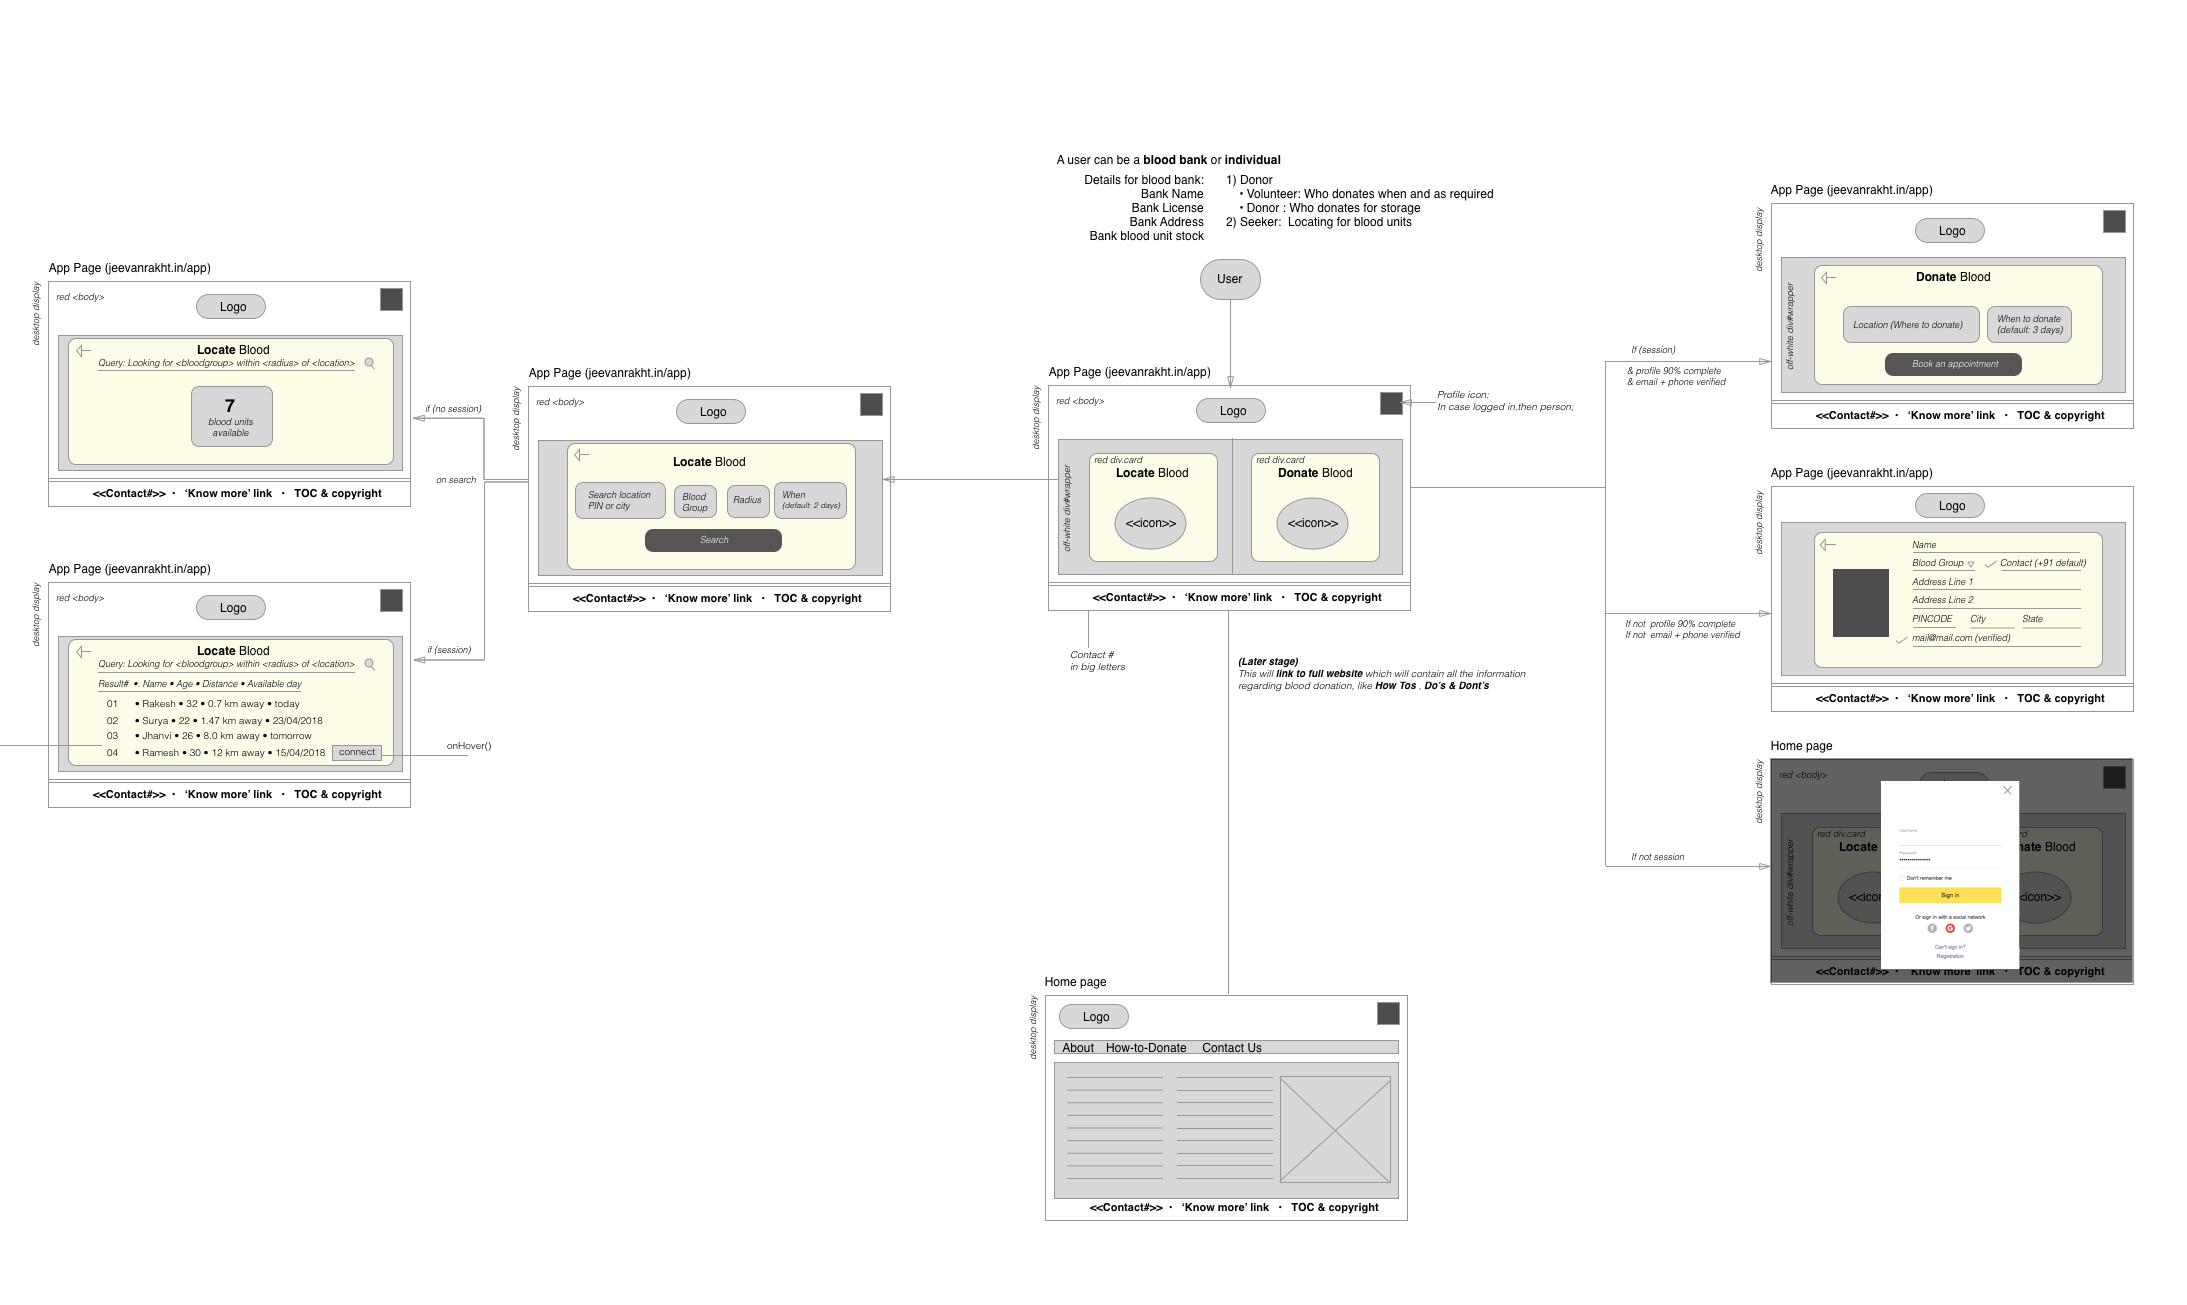 A user can be a blood bank or individual
Details for blood bank:
Bank Name
Bank License
Bank Address
Bank blood unit stock
1) Donor
• Volunteer: Who donates when and as required
• Donor : Who donates for storage
2) Seeker:  Locating for blood units
User
App Page (jeevanrakht.in/app)
desktop display
red <body>
Logo
Locate Blood
Query: Looking for <bloodgroup> within <radius> of <location>
7
blood units
available
<<Contact#>> · ‘Know more’ link · TOC & copyright
if (no session)
on search
if (session)
App Page (jeevanrakht.in/app)
desktop display
red <body>
Logo
Locate Blood
Query: Looking for <bloodgroup> within <radius> of <location>
Result# • Name • Age • Distance • Available day
01 • Rakesh • 32 • 0.7 km away • today
02 • Surya • 22 • 1.47 km away • 23/04/2018
03 • Jhanvi • 26 • 8.0 km away • tomorrow
04 • Ramesh • 30 • 12 km away • 15/04/2018 connect
onHover()
<<Contact#>> · ‘Know more’ link · TOC & copyright
App Page (jeevanrakht.in/app)
desktop display
red <body>
Logo
Locate Blood
Search location
PIN or city
Blood
Group
Radius
When
(default: 2 days)
Search
<<Contact#>> · ‘Know more’ link · TOC & copyright
App Page (jeevanrakht.in/app)
desktop display
red <body>
Logo
Profile icon:
In case logged in,then person;
off-white div#wrapper
red div.card
Locate Blood
<<icon>>
red div.card
Donate Blood
<<icon>>
<<Contact#>> · ‘Know more’ link · TOC & copyright
Contact #
in big letters
(Later stage)
This will link to full website which will contain all the information
regarding blood donation, like How Tos , Do’s & Dont’s
Home page
desktop display
Logo
About How-to-Donate Contact Us
<<Contact#>> · ‘Know more’ link · TOC & copyright
If (session)
& profile 90% complete
& email + phone verified
If not  profile 90% complete
If not  email + phone verified
If not session
App Page (jeevanrakht.in/app)
desktop display
Logo
off-white div#wrapper
Donate Blood
Location (Where to donate)
When to donate
(default: 3 days)
Book an appointment
<<Contact#>> · ‘Know more’ link · TOC & copyright
App Page (jeevanrakht.in/app)
desktop display
Logo
Name
Blood Group Contact (+91 default)
Address Line 1
Address Line 2
PINCODE City State
mail@mail.com (verified)
<<Contact#>> · ‘Know more’ link · TOC & copyright
Home page
desktop display
red <body>
off-white div#wrapper
red div.card
Locate
<<icon
Blood
>>
Username
Password
Don't remember me
Sign in
Or sign in with a social network
Can't sign in?
Registration
<<Contact#>> · ‘Know more’ link · TOC & copyright